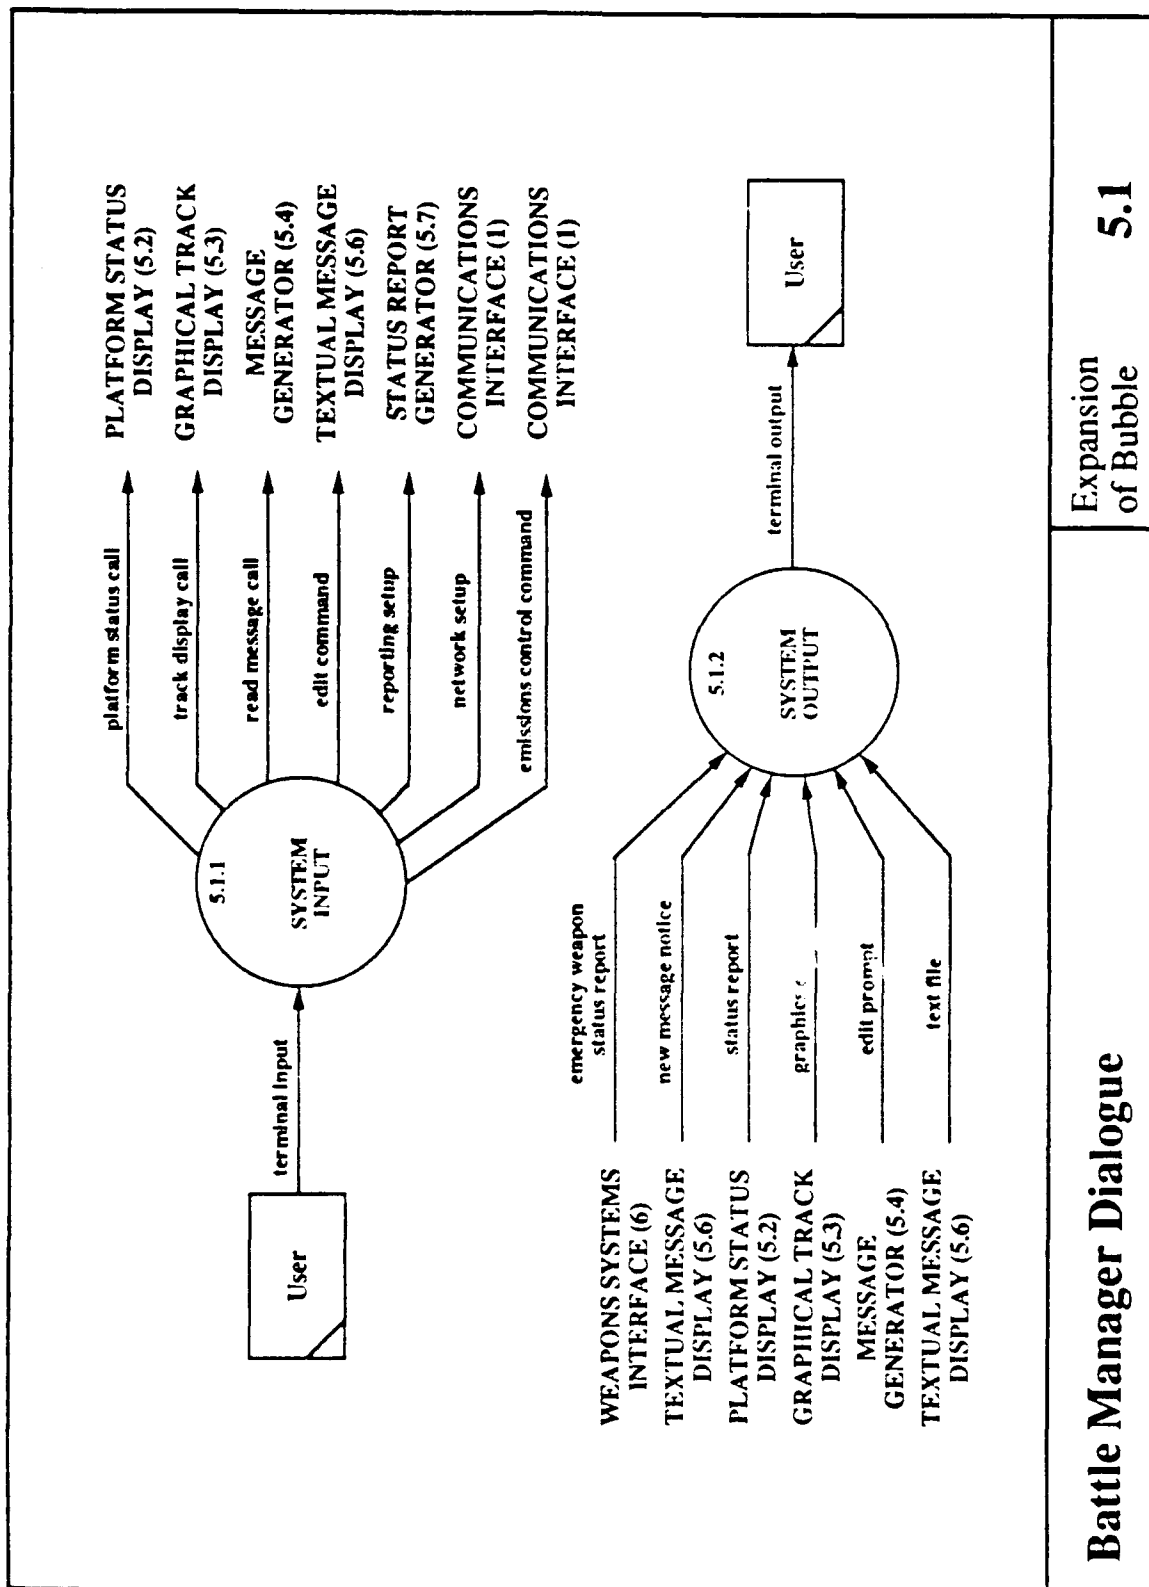 User
terminal input
5.1.1
SYSTEM
INPUT
platform status call
PLATFORM STATUS
DISPLAY (5.2)
track display call
GRAPHICAL TRACK
DISPLAY (5.3)
read message call
MESSAGE
GENERATOR (5.4)
edit command
TEXTUAL MESSAGE
DISPLAY (5.6)
reporting setup
STATUS REPORT
GENERATOR (5.7)
network setup
COMMUNICATIONS
INTERFACE (1)
emissions control command
COMMUNICATIONS
INTERFACE (1)
WEAPONS SYSTEMS
INTERFACE (6)
emergency weapon
status report
TEXTUAL MESSAGE
DISPLAY (5.6)
new message notice
PLATFORM STATUS
DISPLAY (5.2)
status report
GRAPHICAL TRACK
DISPLAY (5.3)
graphics
MESSAGE
GENERATOR (5.4)
edit prompt
TEXTUAL MESSAGE
DISPLAY (5.6)
text file
5.1.2
SYSTEM
OUTPUT
terminal output
User
Battle Manager Dialogue
Expansion
of Bubble
5.1